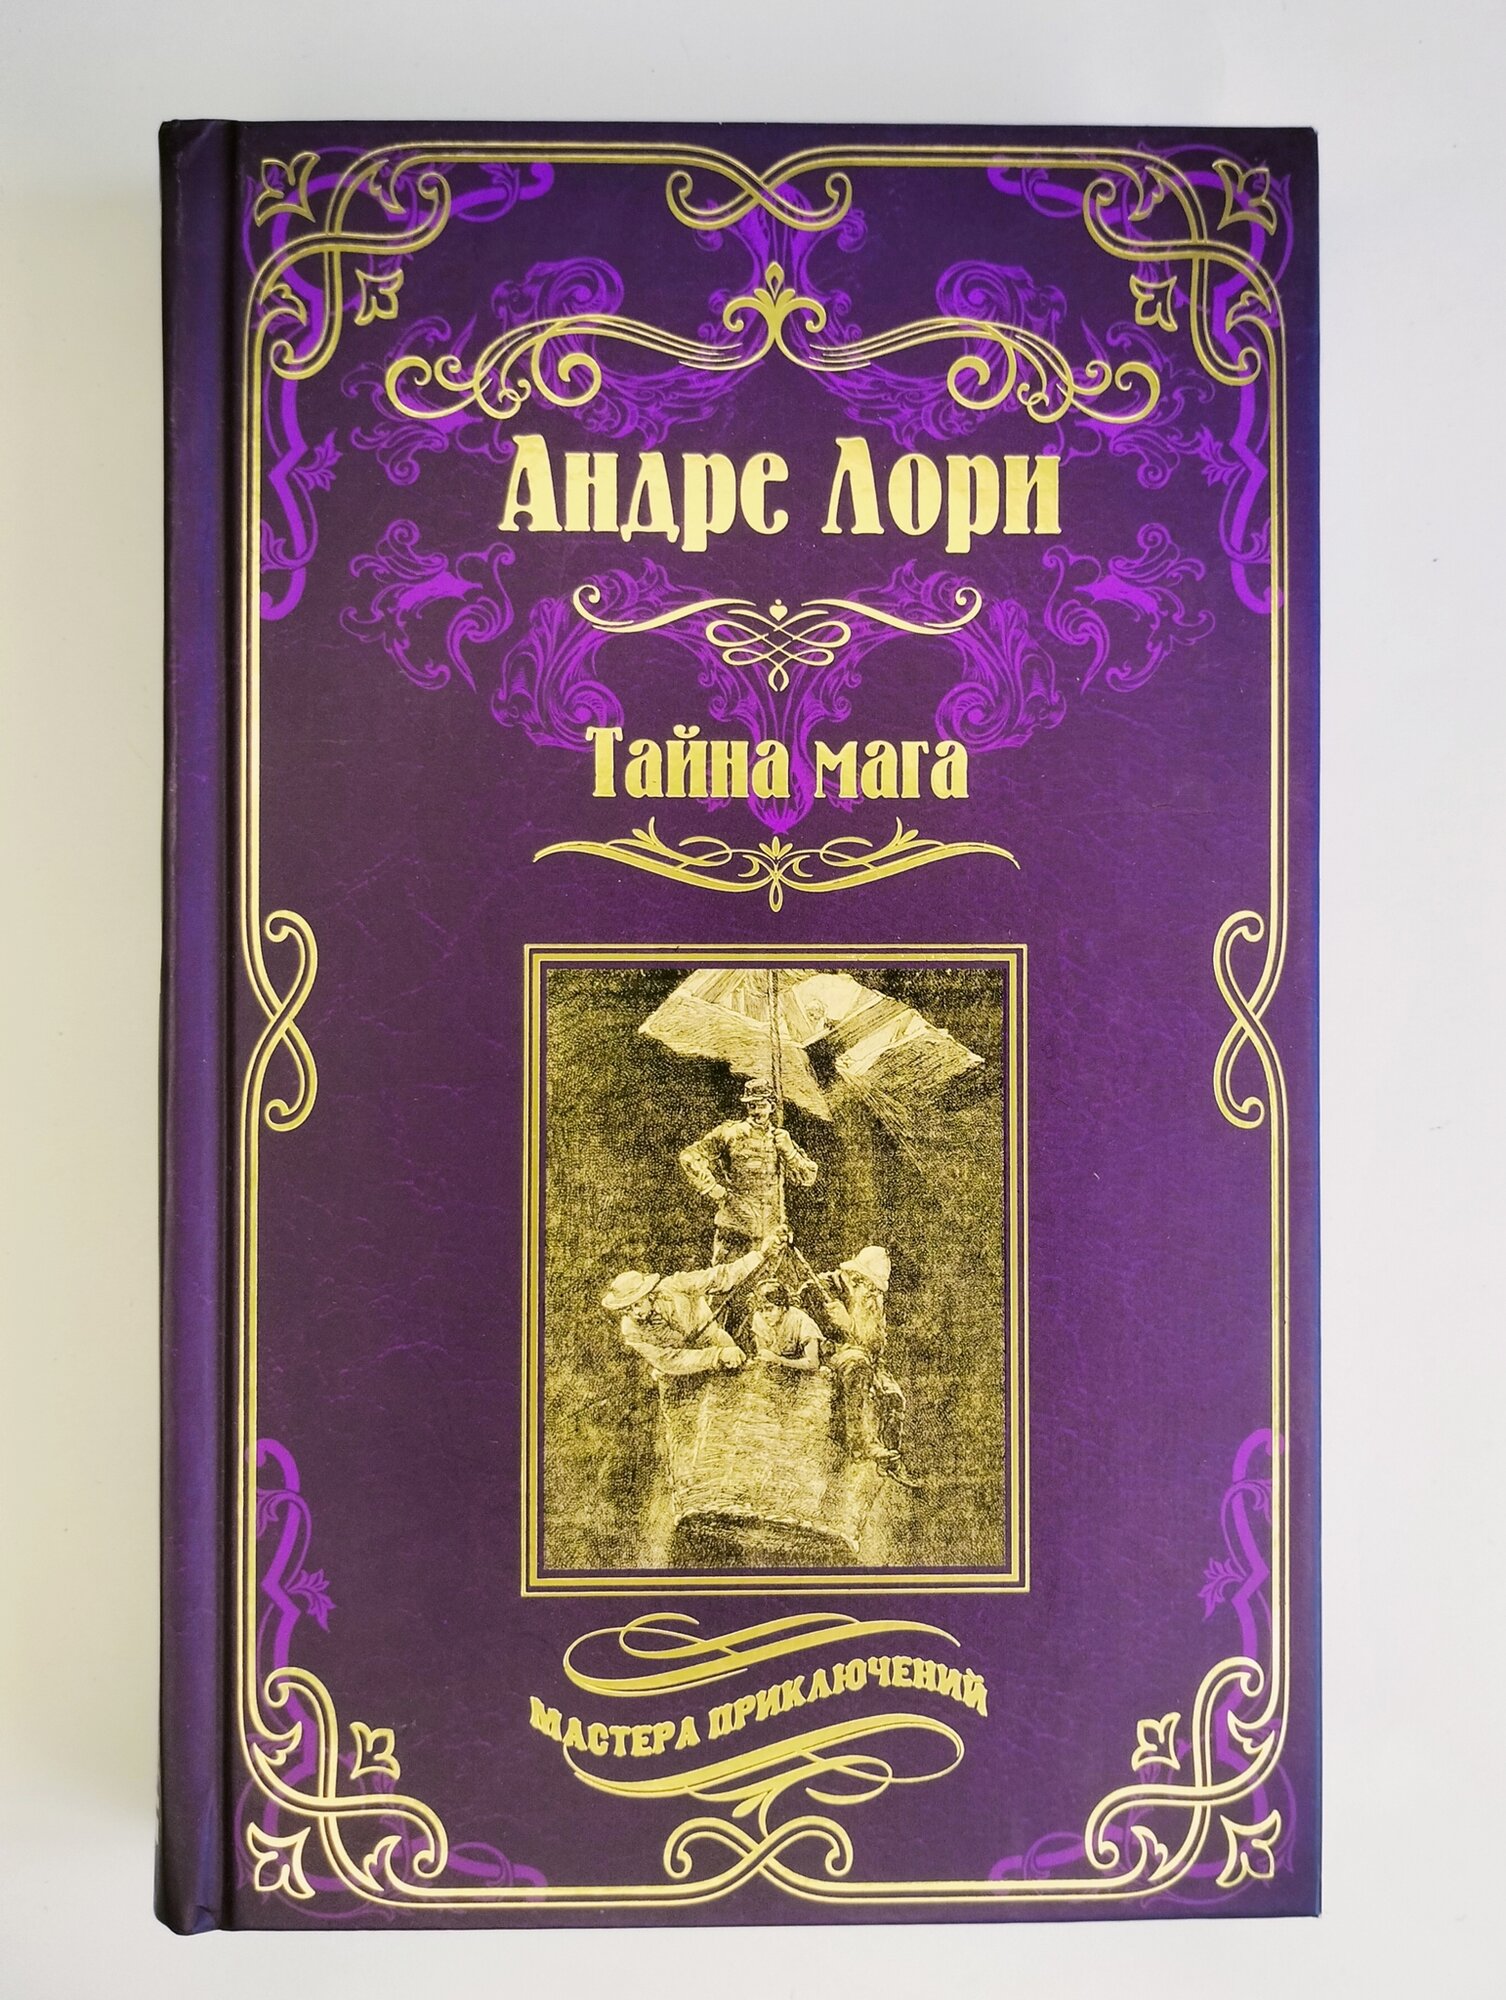 Андре Лори
Тайна мага
МАСТЕРА ПРИКЛЮЧЕНИЙ